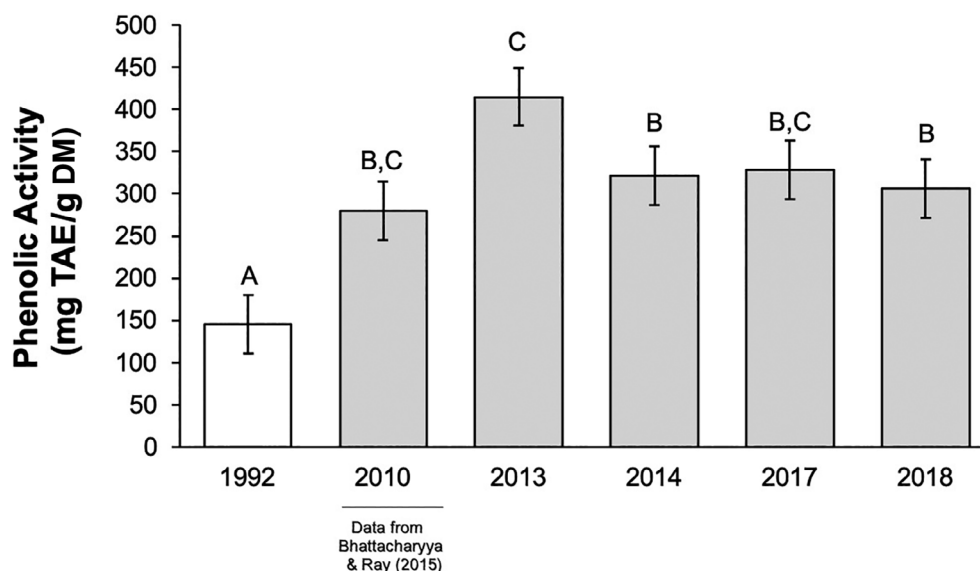 Phenolic Activity
(mg TAE/g DM)
500
450
400
350
300
250
200
150
100
50
0
A
B,C
C
B
B,C
B
1992 2010 2013 2014 2017 2018
Data from
Bhattacharyya
& Ray (2015)